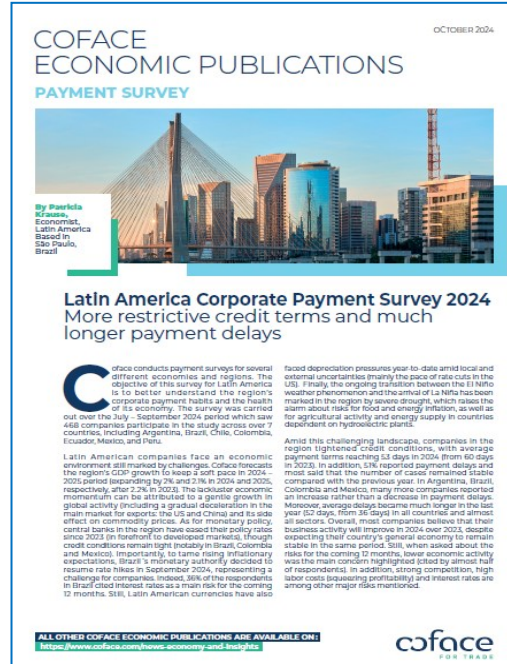 OCTOBER 2024
COFACE
ECONOMIC PUBLICATIONS
PAYMENT SURVEY
By Patricia
Krause,
Economist,
Latin America
Based in
São Paulo,
Brazil
Latin America Corporate Payment Survey 2024
More restrictive credit terms and much
longer payment delays
Coface conducts payment surveys for several
different economies and regions. The
objective of this survey for Latin America
is to better understand the region's
corporate payment habits and the health
of its economy. The survey was carried
out over the July – September 2024 period which saw
468 companies participate in the study across over 7
countries, including Argentina, Brazil, Chile, Colombia,
Ecuador, Mexico, and Peru.
Latin American companies face an economic
environment still marked by challenges. Coface forecasts
the region's GDP growth to keep a soft pace in 2024 –
2025 period (expanding by 2% and 2.1% in 2024 and 2025,
respectively, after 2.2% in 2023). The lackluster economic
momentum can be attributed to a gentle growth in
global activity (including a gradual deceleration in the
main market for exports: the US and China) and its side
effect on commodity prices. As for monetary policy,
central banks in the region have eased their policy rates
since 2023 (in forefront to developed markets), though
credit conditions remain tight (notably in Brazil, Colombia
and Mexico). Importantly, to tame rising inflationary
expectations, Brazil´s monetary authority decided to
resume rate hikes in September 2024, representing a
challenge for companies. Indeed, 36% of the respondents
in Brazil cited interest rates as a main risk for the coming
12 months. Still, Latin American currencies have also
faced depreciation pressures year-to-date amid local and
external uncertainties (mainly the pace of rate cuts in the
US). Finally, the ongoing transition between the El Niño
weather phenomenon and the arrival of La Niña has been
marked in the region by severe drought, which raises the
alarm about risks for food and energy inflation, as well as
for agricultural activity and energy supply in countries
dependent on hydroelectric plants.
Amid this challenging landscape, companies in the
region tightened credit conditions, with average
payment terms reaching 53 days in 2024 (from 60 days
in 2023). In addition, 51% reported payment delays and
most said that the number of cases remained stable
compared with the previous year. In Argentina, Brazil,
Colombia and Mexico, many more companies reported
an increase rather than a decrease in payment delays.
Moreover, average delays became much longer in the last
year (52 days, from 36 days) in all countries and almost
all sectors. Overall, most companies believe that their
business activity will improve in 2024 over 2023, despite
expecting their country's general economy to remain
stable in the same period. Still, when asked about the
risks for the coming 12 months, lower economic activity
was the main concern highlighted (cited by almost half
of respondents). In addition, strong competition, high
labor costs (squeezing profitability) and interest rates are
among other major risks mentioned.
ALL OTHER COFACE ECONOMIC PUBLICATIONS ARE AVAILABLE ON :
https://www.coface.com/news-economy-and-insights
coface
FOR TRADE